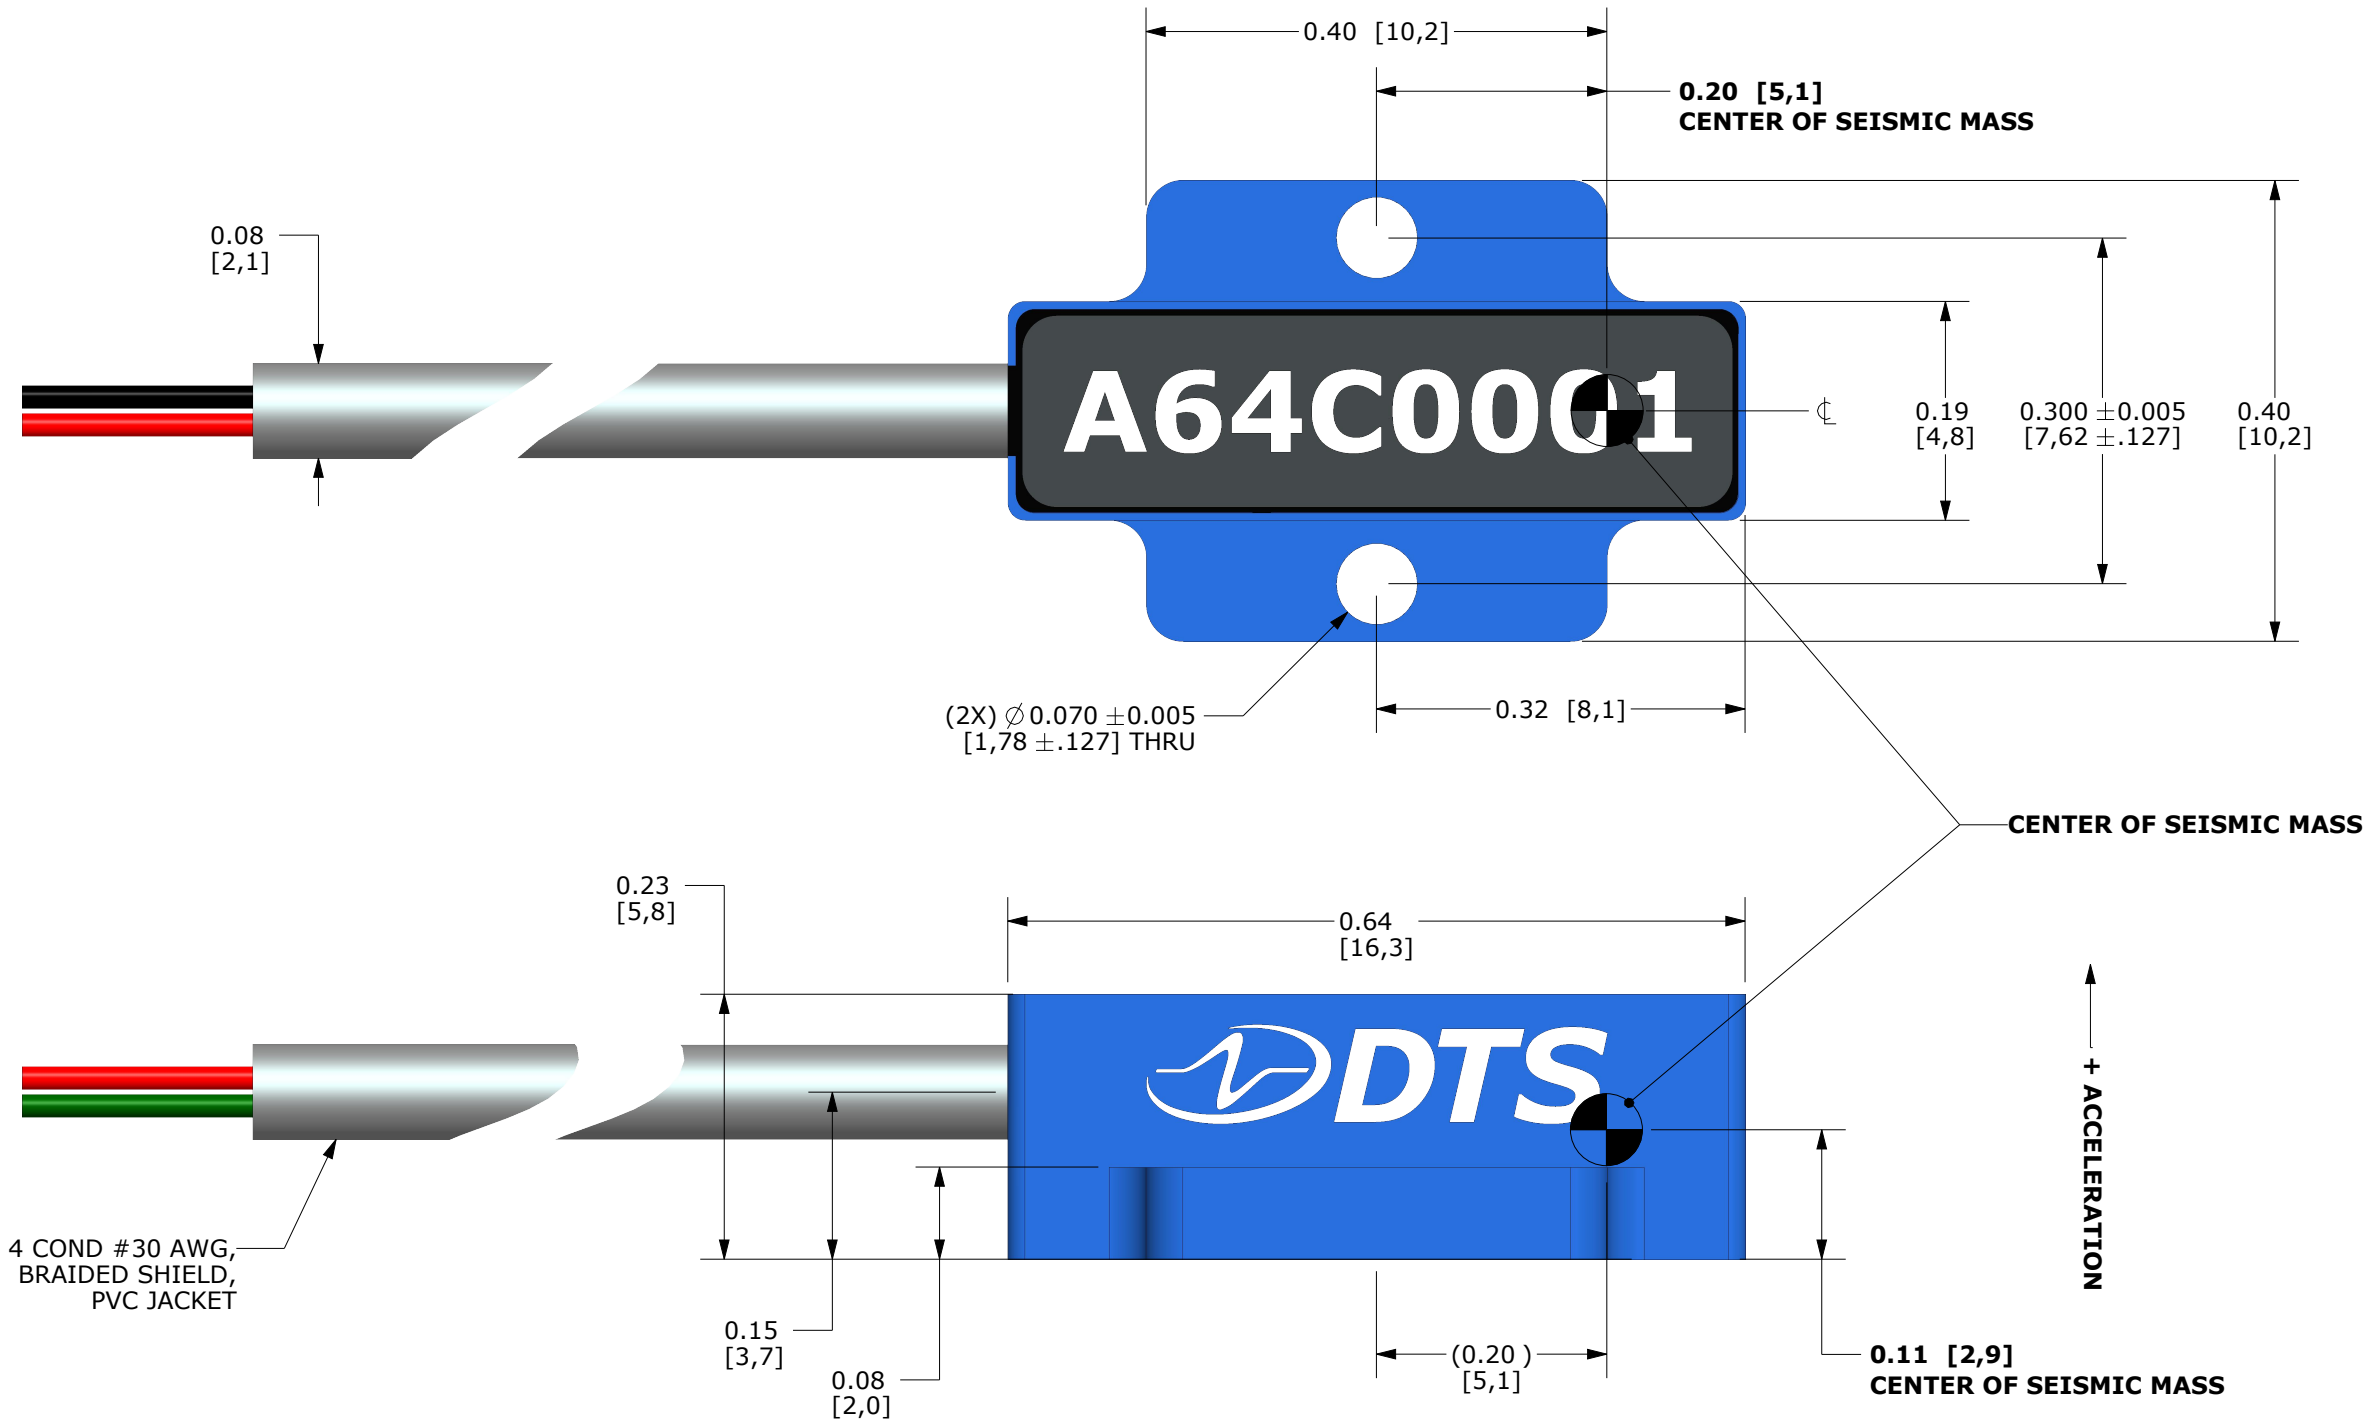 0.40 [10,2]
0.20 [5,1]
CENTER OF SEISMIC MASS
0.08
[2,1]
A64C0001
℄
0.19
[4,8]
0.300 ±0.005
[7,62 ±.127]
0.40
[10,2]
(2X) ∅ 0.070 ±0.005
[1,78 ±.127] THRU
0.32 [8,1]
CENTER OF SEISMIC MASS
0.23
[5,8]
0.64
[16,3]
DTS
+ ACCELERATION
4 COND #30 AWG,
BRAIDED SHIELD,
PVC JACKET
0.15
[3,7]
0.08
[2,0]
(0.20 )
[5,1]
0.11 [2,9]
CENTER OF SEISMIC MASS